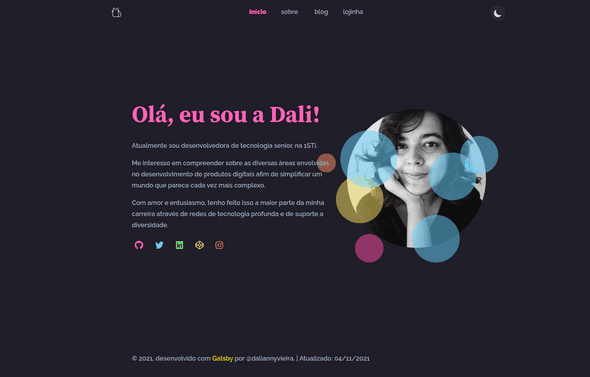 início sobre blog lojinha
Olá, eu sou a Dali!
Atualmente sou desenvolvedora de tecnologia senior, na 1STi.
Me interesso em compreender sobre as diversas áreas envolvidas
no desenvolvimento de produtos digitais afim de simplificar um
mundo que parece cada vez mais complexo.
Com amor e entusiasmo, tenho feito isso a maior parte da minha
carreira através de redes de tecnologia profunda e de suporte a
diversidade.
© 2021, desenvolvido com Gatsby por @daliannyvieira. | Atualizado: 04/11/2021